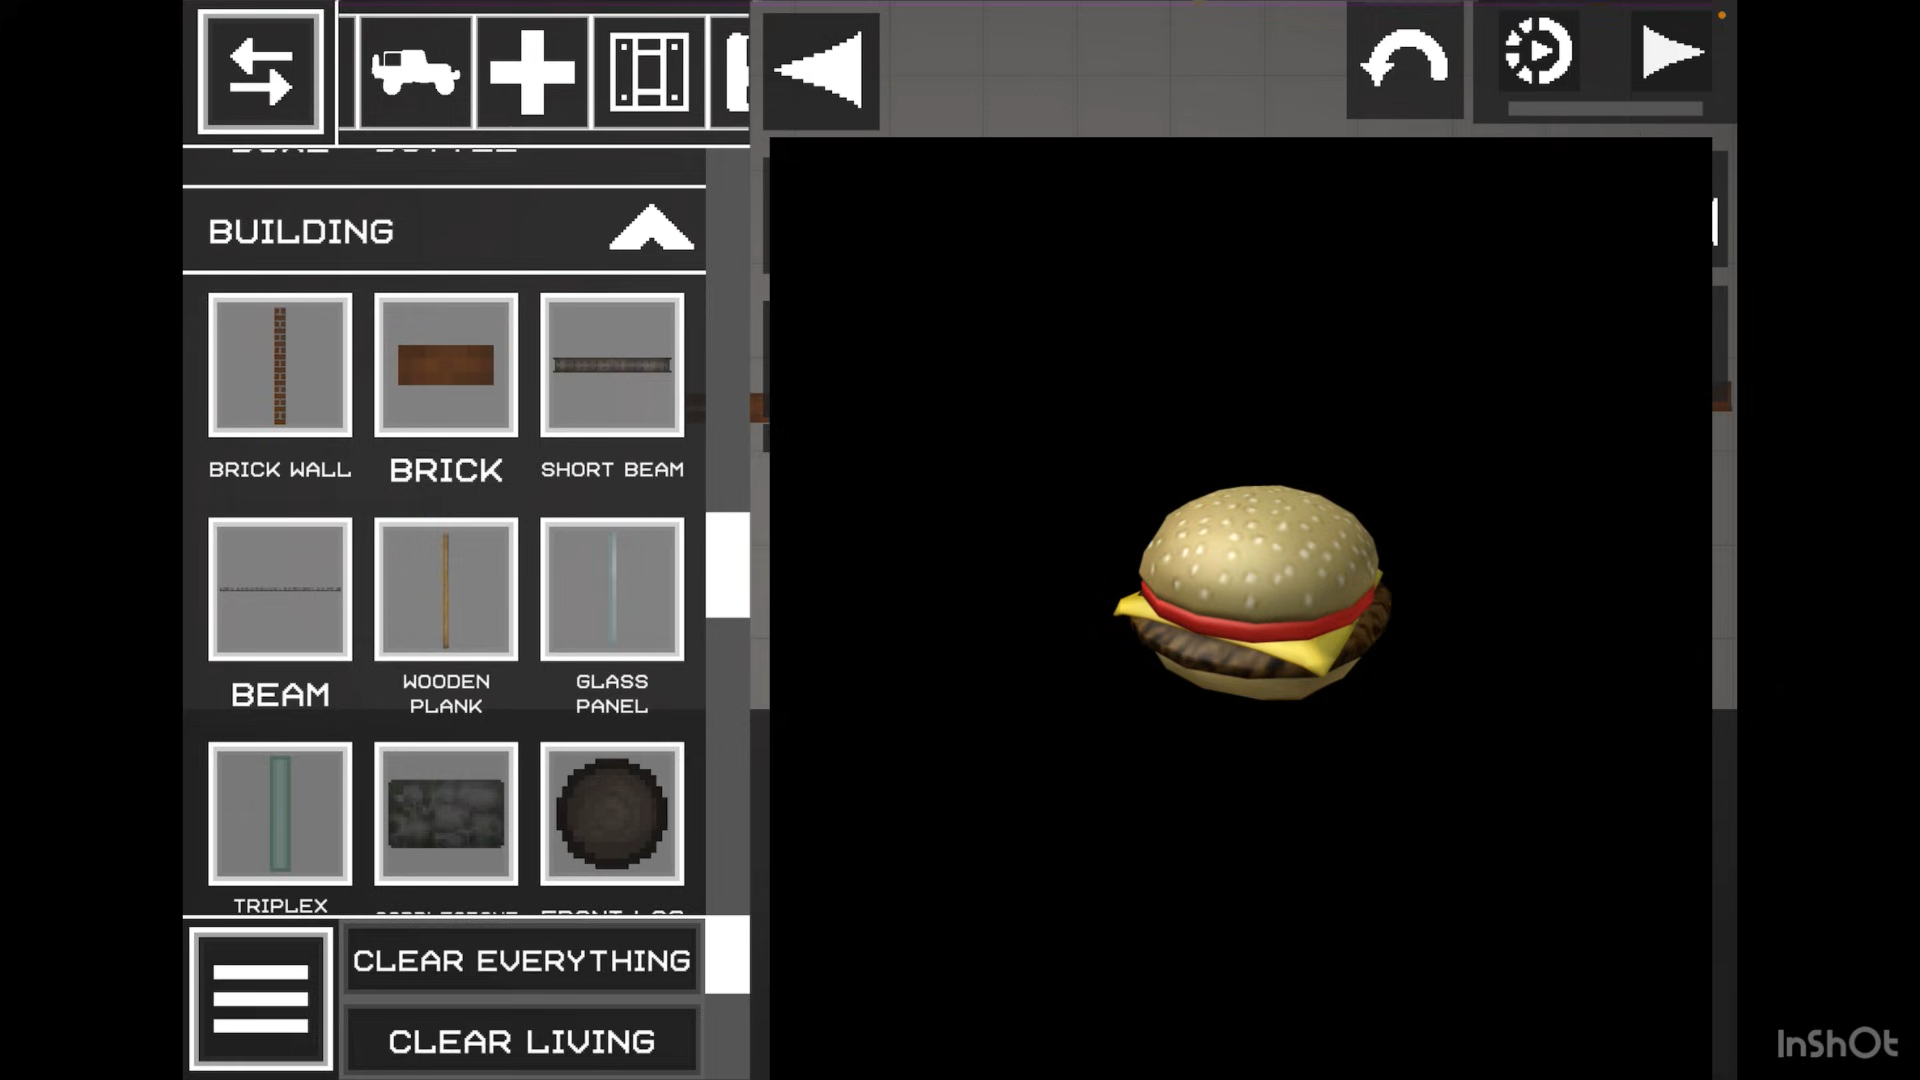 BUILDING
BRICK WALL
BRICK
SHORT BEAM
BEAM
WOODEN
PLANK
GLASS
PANEL
TRIPLEX
CLEAR EVERYTHING
CLEAR LIVING
InShOt